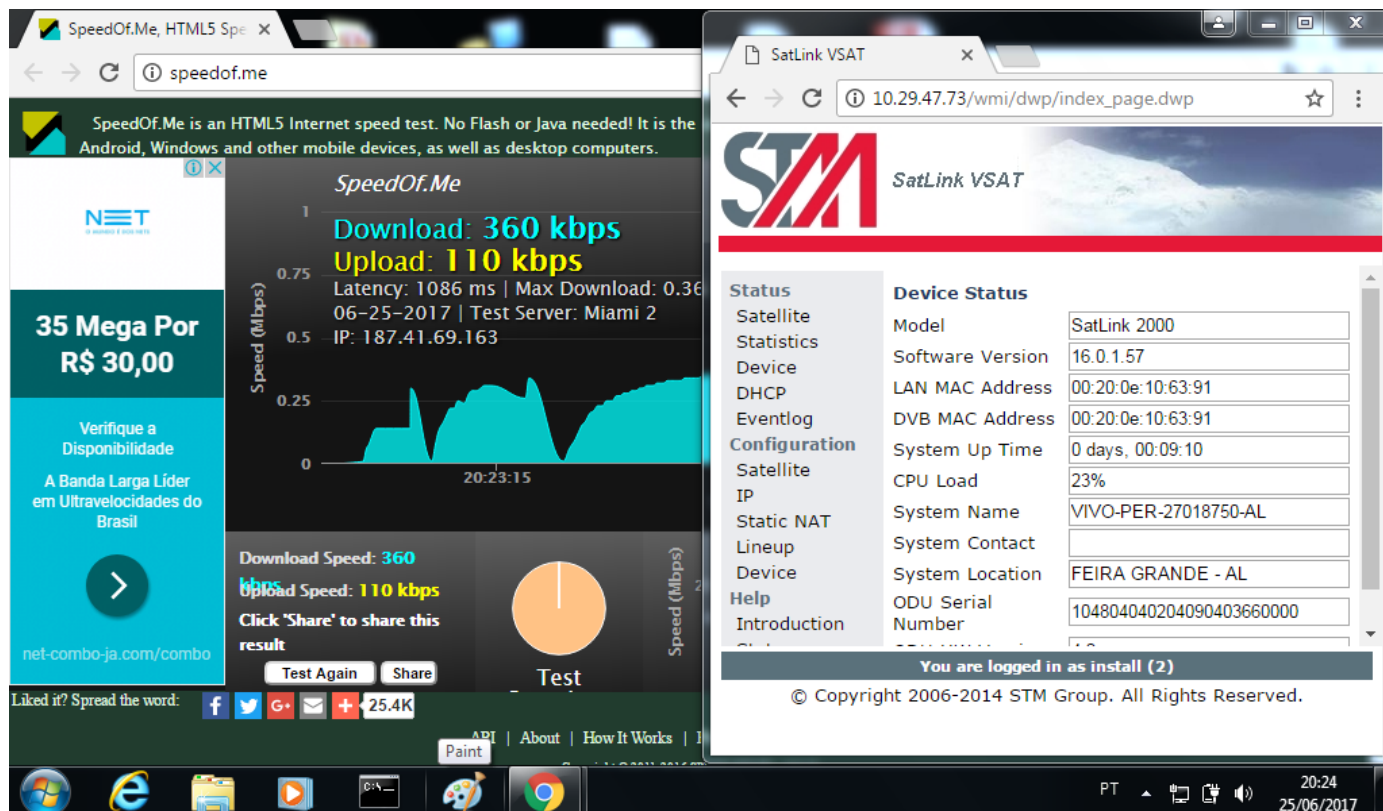 SpeedOf.Me, HTML5 Spe
speedof.me
SpeedOf.Me is an HTML5 Internet speed test. No Flash or Java needed! It is the
Android, Windows and other mobile devices, as well as desktop computers.
NET
35 Mega Por
R$ 30,00
Verifique a
Disponibilidade
A Banda Larga Líder
em Ultravelocidades do
Brasil
net-combo-ja.com/combo
SpeedOf.Me
Download: 360 kbps
Upload: 110 kbps
Latency: 1086 ms | Max Download: 0.36
06-25-2017 | Test Server: Miami 2
IP: 187.41.69.163
Speed (Mbps)
1
0.75
0.5
0.25
0
20:23:15
Download Speed: 360
kbps
Upload Speed: 110 kbps
Click 'Share' to share this
result
Test Again Share
Test
Speed (Mbps)
Liked it? Spread the word:
25.4K
API | About | How It Works |
Paint
SatLink VSAT
10.29.47.73/wmi/dwp/index_page.dwp
STM
SatLink VSAT
Status
Satellite
Statistics
Device
DHCP
Eventlog
Configuration
Satellite
IP
Static NAT
Lineup
Device
Help
Introduction
Device Status
Model SatLink 2000
Software Version 16.0.1.57
LAN MAC Address 00:20:0e:10:63:91
DVB MAC Address 00:20:0e:10:63:91
System Up Time 0 days, 00:09:10
CPU Load 23%
System Name VIVO-PER-27018750-AL
System Contact
System Location FEIRA GRANDE - AL
ODU Serial
Number 104804040204090403660000
You are logged in as install (2)
© Copyright 2006-2014 STM Group. All Rights Reserved.
C:\
PT
20:24
25/06/2017